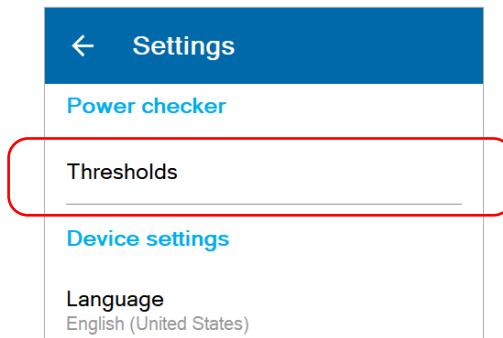 Settings
Power checker
Thresholds
Device settings
Language
English (United States)